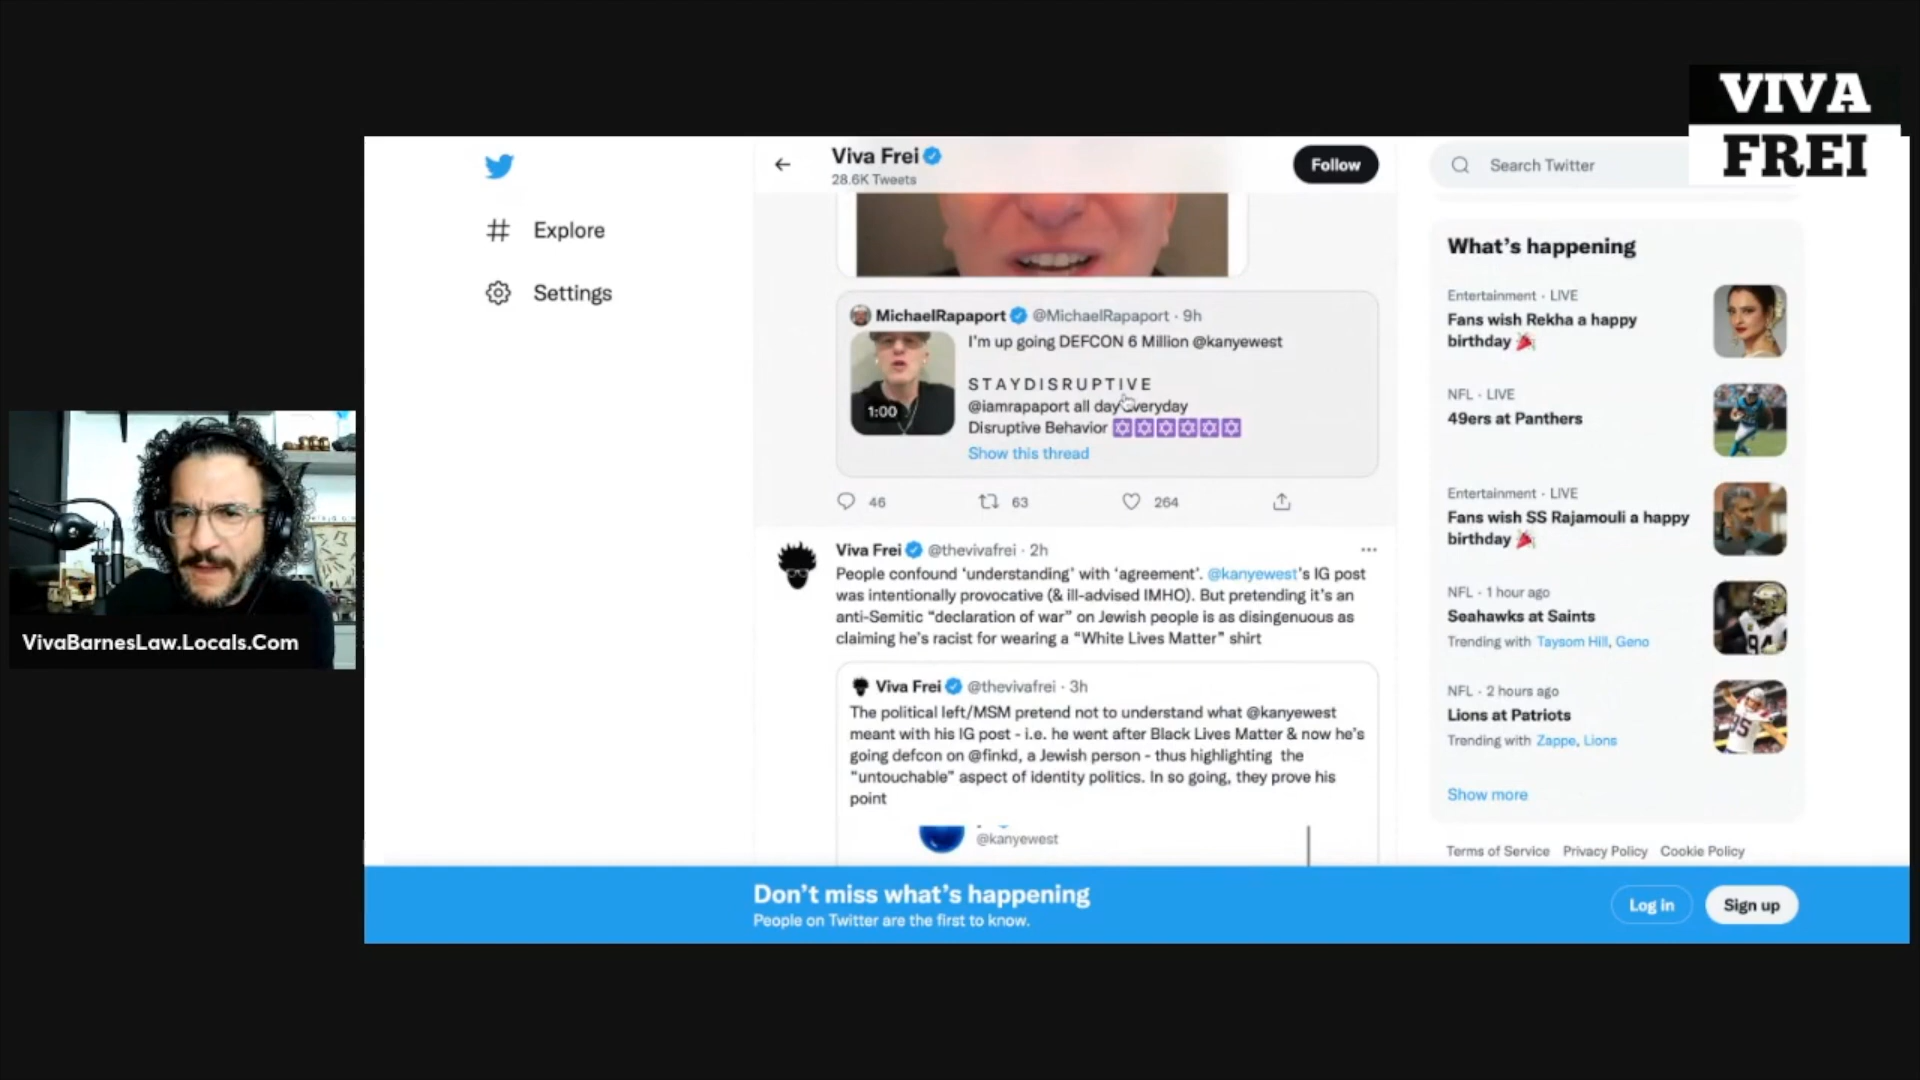 VIVA
FREI
Explore
Settings
Viva Frei
28.6K Tweets
Follow
MichaelRapaport @MichaelRapaport · 9h
I'm up going DEFCON 6 Million @kanyewest
S T A Y D I S R U P T I V E
@iamrapaport all day everyday
Disruptive Behavior ✡✡✡✡✡✡
Show this thread
1:00
46 63 264
Viva Frei @thevivafrei · 2h
People confound ‘understanding’ with ‘agreement’. @kanyewest’s IG post
was intentionally provocative (& ill-advised IMHO). But pretending it’s an
anti-Semitic “declaration of war” on Jewish people is as disingenuous as
claiming he’s racist for wearing a “White Lives Matter” shirt
Viva Frei @thevivafrei · 3h
The political left/MSM pretend not to understand what @kanyewest
meant with his IG post - i.e. he went after Black Lives Matter & now he’s
going defcon on @finkd, a Jewish person - thus highlighting the
“untouchable” aspect of identity politics. In so going, they prove his
point
@kanyewest
Search Twitter
What’s happening
Entertainment · LIVE
Fans wish Rekha a happy
birthday 🎉
NFL · LIVE
49ers at Panthers
Entertainment · LIVE
Fans wish SS Rajamouli a happy
birthday 🎉
NFL · 1 hour ago
Seahawks at Saints
Trending with Taysom Hill, Geno
NFL · 2 hours ago
Lions at Patriots
Trending with Zappe, Lions
Show more
Terms of Service Privacy Policy Cookie Policy
VivaBarnesLaw.Locals.Com
Don’t miss what’s happening
People on Twitter are the first to know.
Log in
Sign up